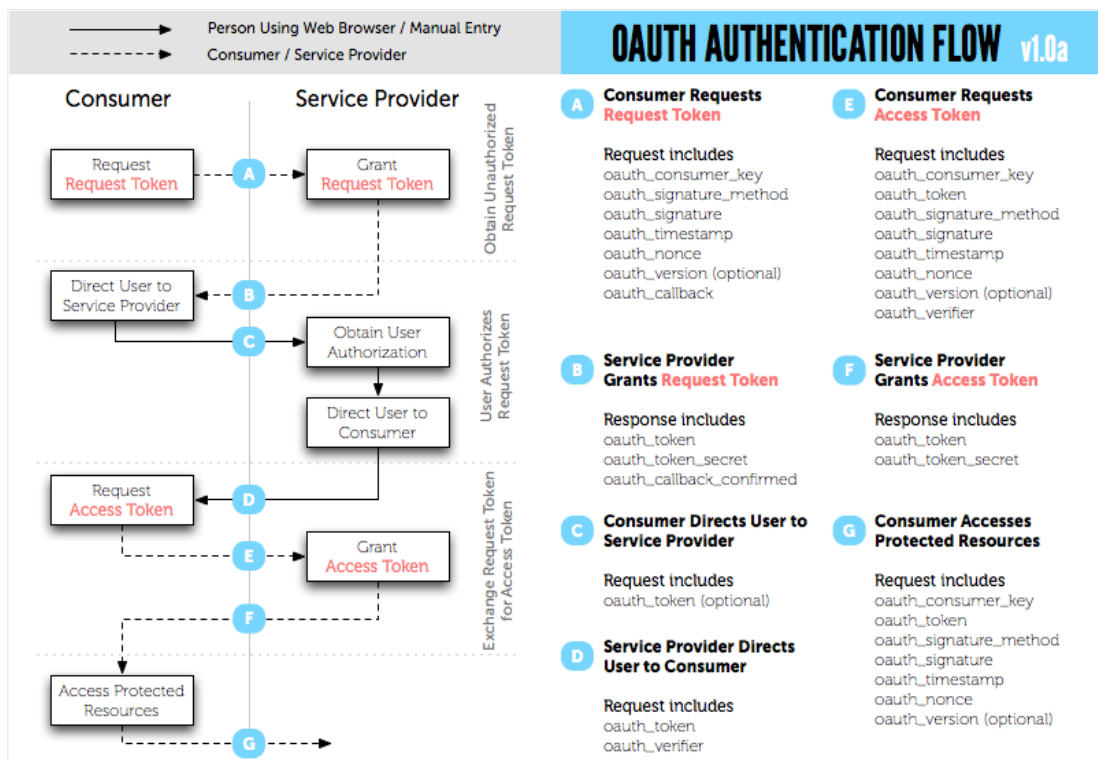 Person Using Web Browser / Manual Entry
Consumer / Service Provider
OAUTH AUTHENTICATION FLOW v1.0a
Consumer
Service Provider
Request
Request Token
A
Grant
Request Token
Obtain Unauthorized
Request Token
Direct User to
Service Provider
B
C
Obtain User
Authorization
Direct User to
Consumer
User Authorizes
Request Token
Request
Access Token
D
E
Grant
Access Token
F
Exchange Request Token
for Access Token
Access Protected
Resources
G
A
Consumer Requests
Request Token
Request includes
oauth_consumer_key
oauth_signature_method
oauth_signature
oauth_timestamp
oauth_nonce
oauth_version (optional)
oauth_callback
B
Service Provider
Grants Request Token
Response includes
oauth_token
oauth_token_secret
oauth_callback_confirmed
C
Consumer Directs User to
Service Provider
Request includes
oauth_token (optional)
D
Service Provider Directs
User to Consumer
Request includes
oauth_token
oauth_verifier
E
Consumer Requests
Access Token
Request includes
oauth_consumer_key
oauth_token
oauth_signature_method
oauth_signature
oauth_timestamp
oauth_nonce
oauth_version (optional)
oauth_verifier
F
Service Provider
Grants Access Token
Response includes
oauth_token
oauth_token_secret
G
Consumer Accesses
Protected Resources
Request includes
oauth_consumer_key
oauth_token
oauth_signature_method
oauth_signature
oauth_timestamp
oauth_nonce
oauth_version (optional)